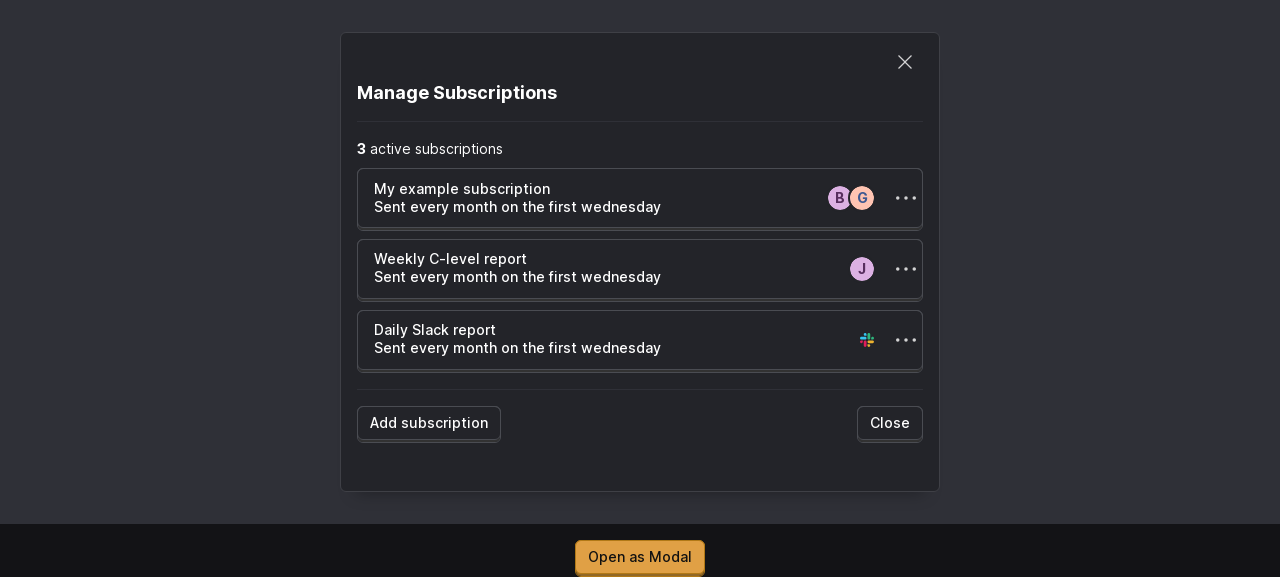 Manage Subscriptions
3 active subscriptions
My example subscription
Sent every month on the first wednesday
B G
Weekly C-level report
Sent every month on the first wednesday
J
Daily Slack report
Sent every month on the first wednesday
Add subscription
Close
Open as Modal